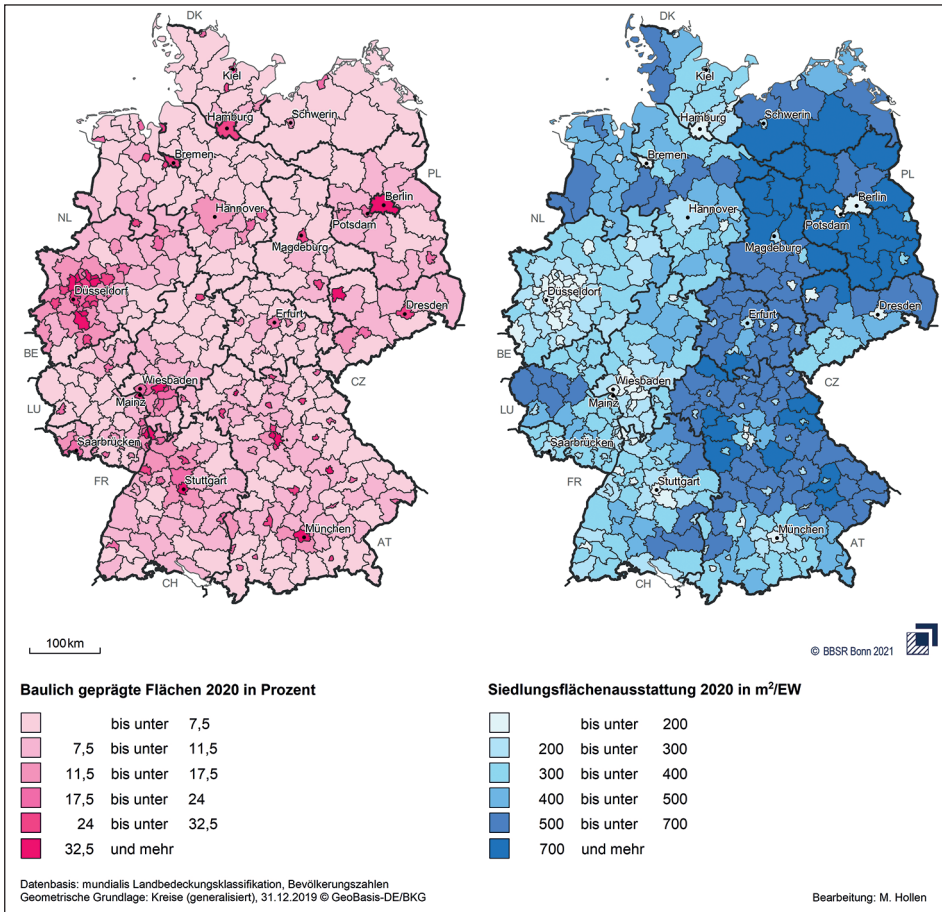 DK
Kiel
Hamburg
Schwerin
Bremen
PL
Berlin
NL
Hannover
Potsdam
Magdeburg
Düsseldorf
Dresden
Erfurt
BE
Wiesbaden
CZ
Mainz
LU
Saarbrücken
FR
Stuttgart
München
AT
CH
DK
Kiel
Hamburg
Schwerin
Bremen
PL
Berlin
NL
Hannover
Potsdam
Magdeburg
Düsseldorf
Dresden
Erfurt
BE
Wiesbaden
CZ
Mainz
LU
Saarbrücken
FR
Stuttgart
München
AT
CH
100 km
© BBSR Bonn 2021
Baulich geprägte Flächen 2020 in Prozent
bis unter 7,5
7,5 bis unter 11,5
11,5 bis unter 17,5
17,5 bis unter 24
24 bis unter 32,5
32,5 und mehr
Siedlungsflächenausstattung 2020 in m²/EW
bis unter 200
200 bis unter 300
300 bis unter 400
400 bis unter 500
500 bis unter 700
700 und mehr
Datenbasis: mundialis Landbedeckungsklassifikation, Bevölkerungszahlen
Geometrische Grundlage: Kreise (generalisiert), 31.12.2019 © GeoBasis-DE/BKG
Bearbeitung: M. Hollen